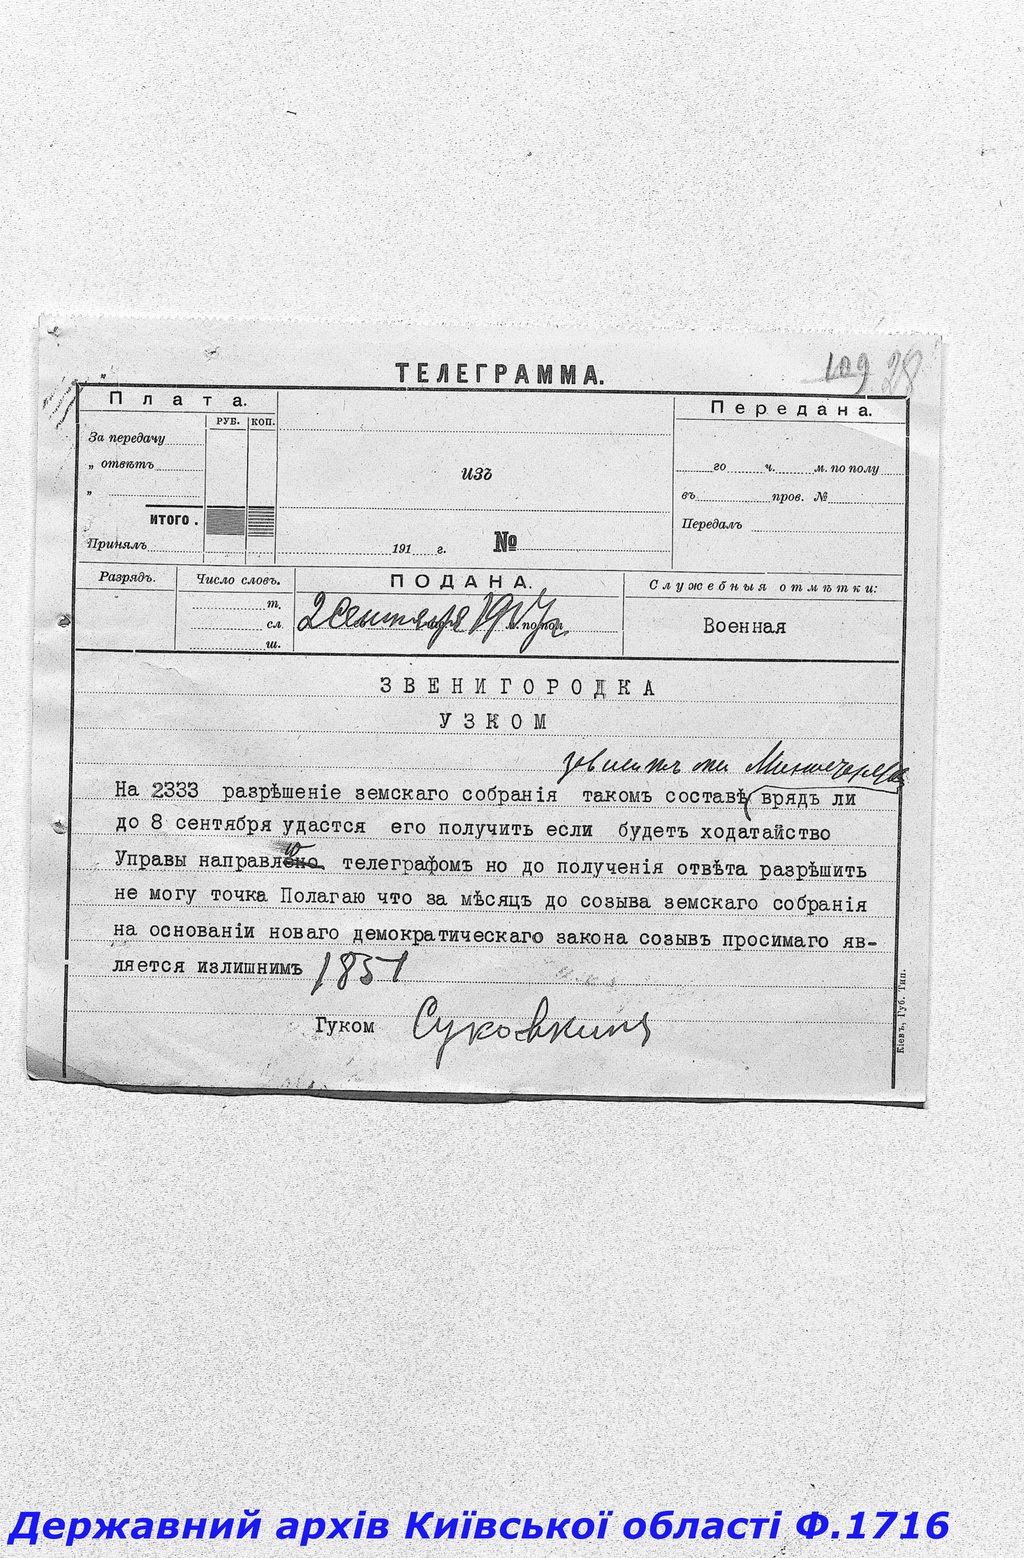 109 28
ТЕЛЕГРАММА.
Плата.
РУБ. КОП.
За передачу
„ отвѣтъ
„
ИТОГО.
Принялъ
изъ
191 г. №
Передана.
го ч. м. по полу
въ пров. №
Передалъ
Разрядъ.
Число словъ.
т.
сл.
ш.
ПОДАНА.
2 Сентября 1917 г.
м. по пол
Служебныя отмѣтки:
Военная
ЗВЕНИГОРОДКА
УЗКОМ
зависитъ
На 2333 разрѣшеніе земскаго собранія такомъ составѣ врядъ ли
до 8 сентября удастся его получить если будетъ ходатайство
Управы направлено телеграфомъ но до полученія отвѣта разрѣшить
не могу точка Полагаю что за мѣсяцъ до созыва земскаго собранія
на основаніи новаго демократическаго закона созывъ просимаго яв-
ляется излишнимъ 1851
Гуком Суковкинъ
Кіевъ, Губ. Тип.
Державний архів Київської області Ф.1716